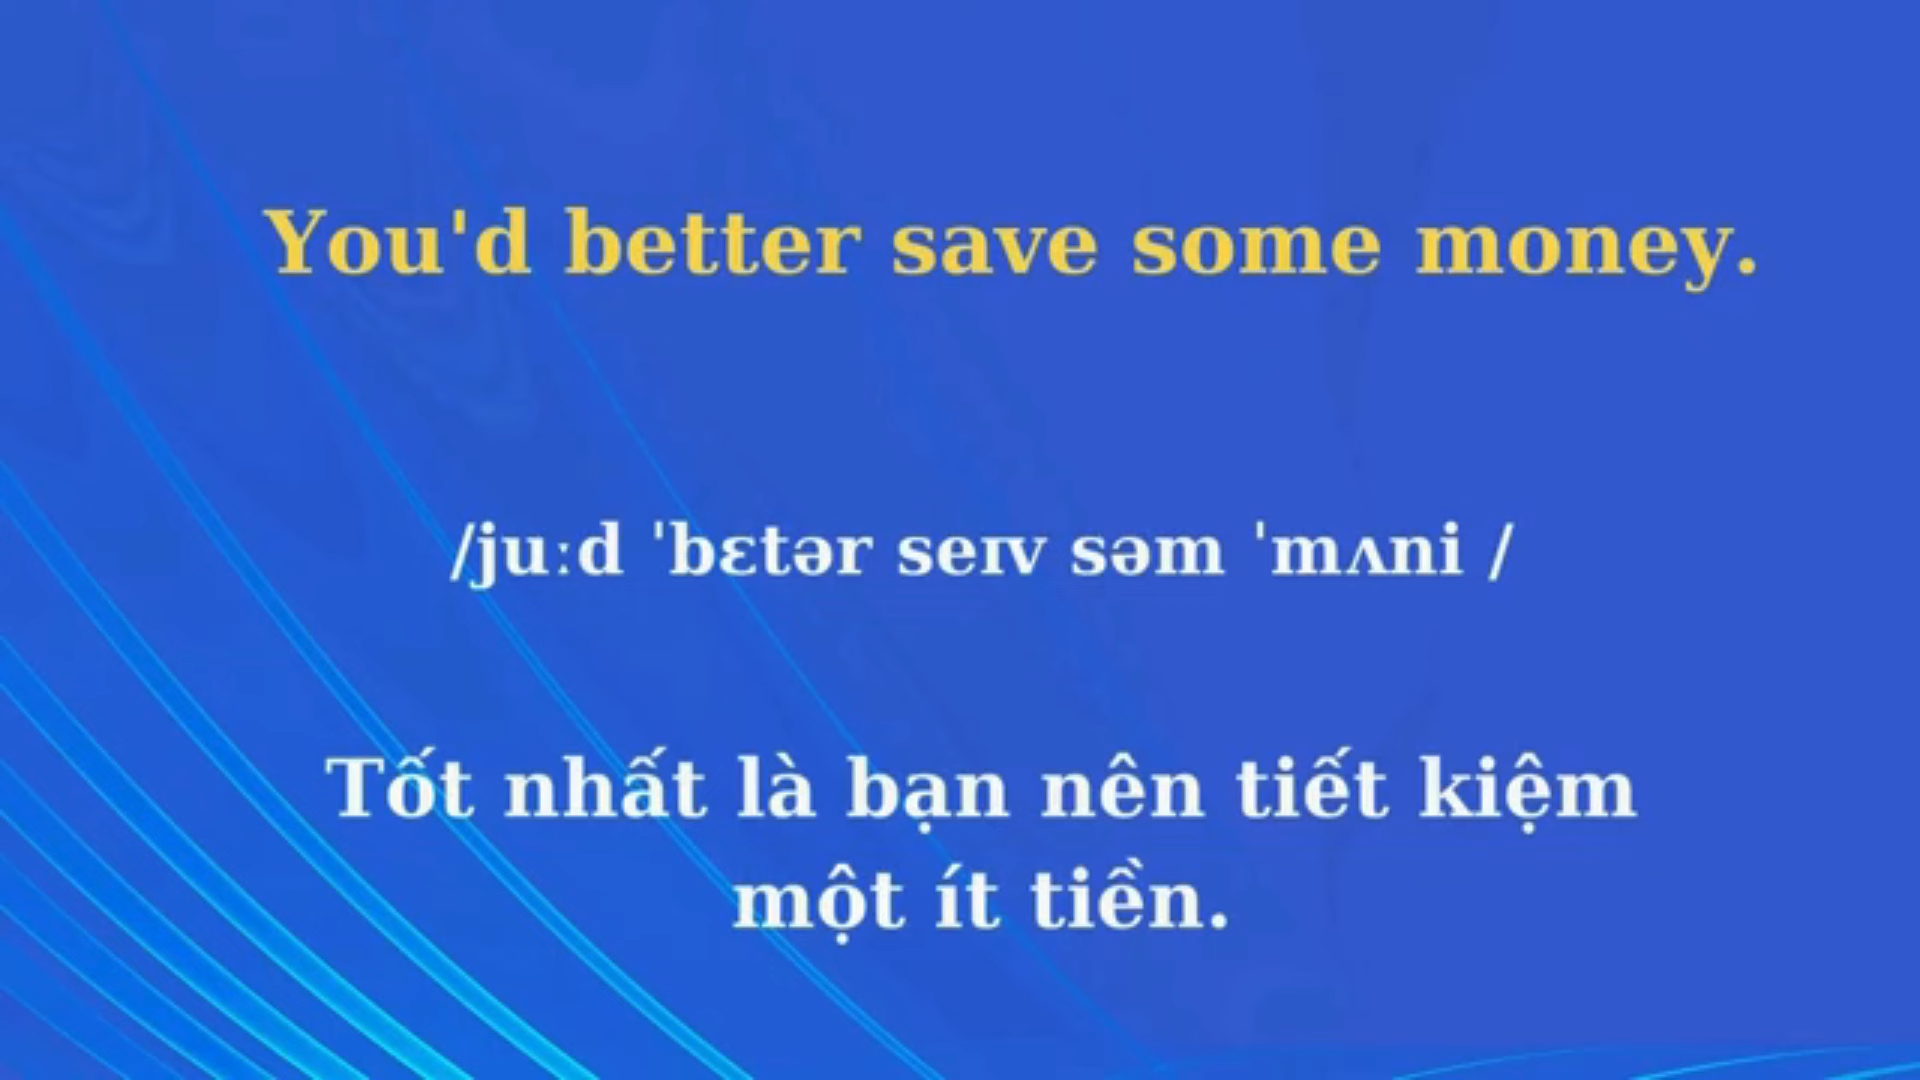 You'd better save some money.
/juːd ˈbɛtər seɪv səm ˈmʌni /
Tốt nhất là bạn nên tiết kiệm
một ít tiền.